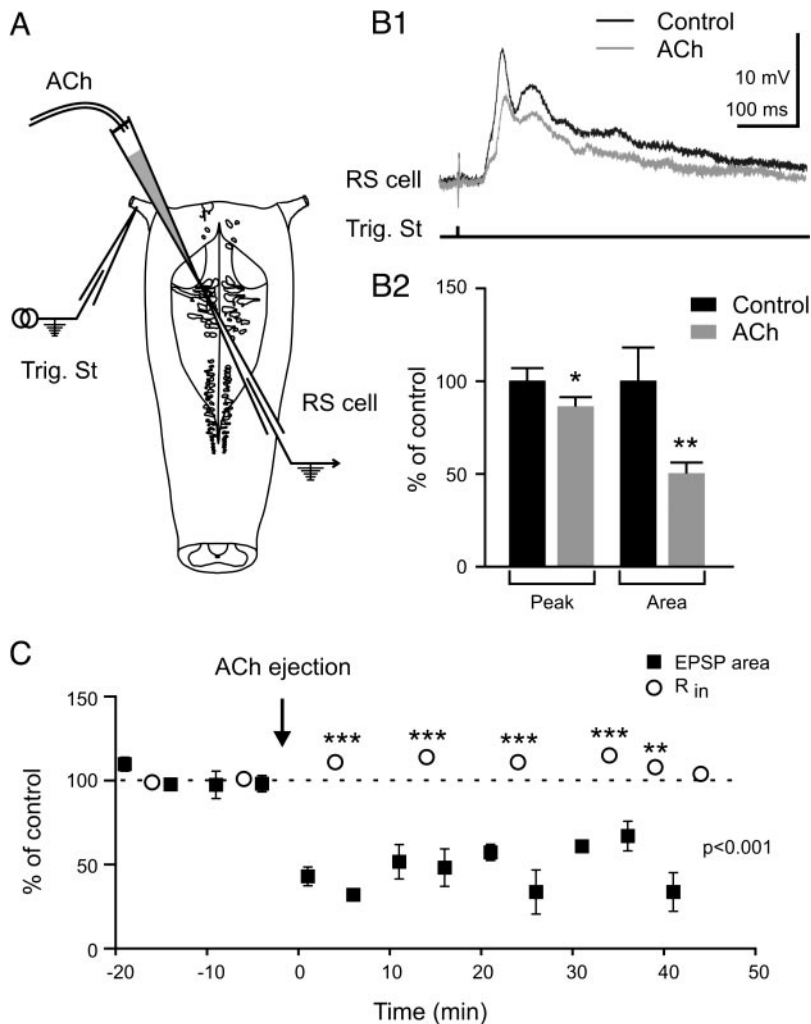 A
ACh
Trig. St
RS cell
B1
Control
ACh
10 mV
100 ms
RS cell
Trig. St
B2
150
100
50
0
% of control
Control
ACh
*
**
Peak
Area
C
ACh ejection
EPSP area
R in
150
100
50
0
% of control
*** *** *** *** **
p<0.001
-20 -10 0 10 20 30 40 50
Time (min)